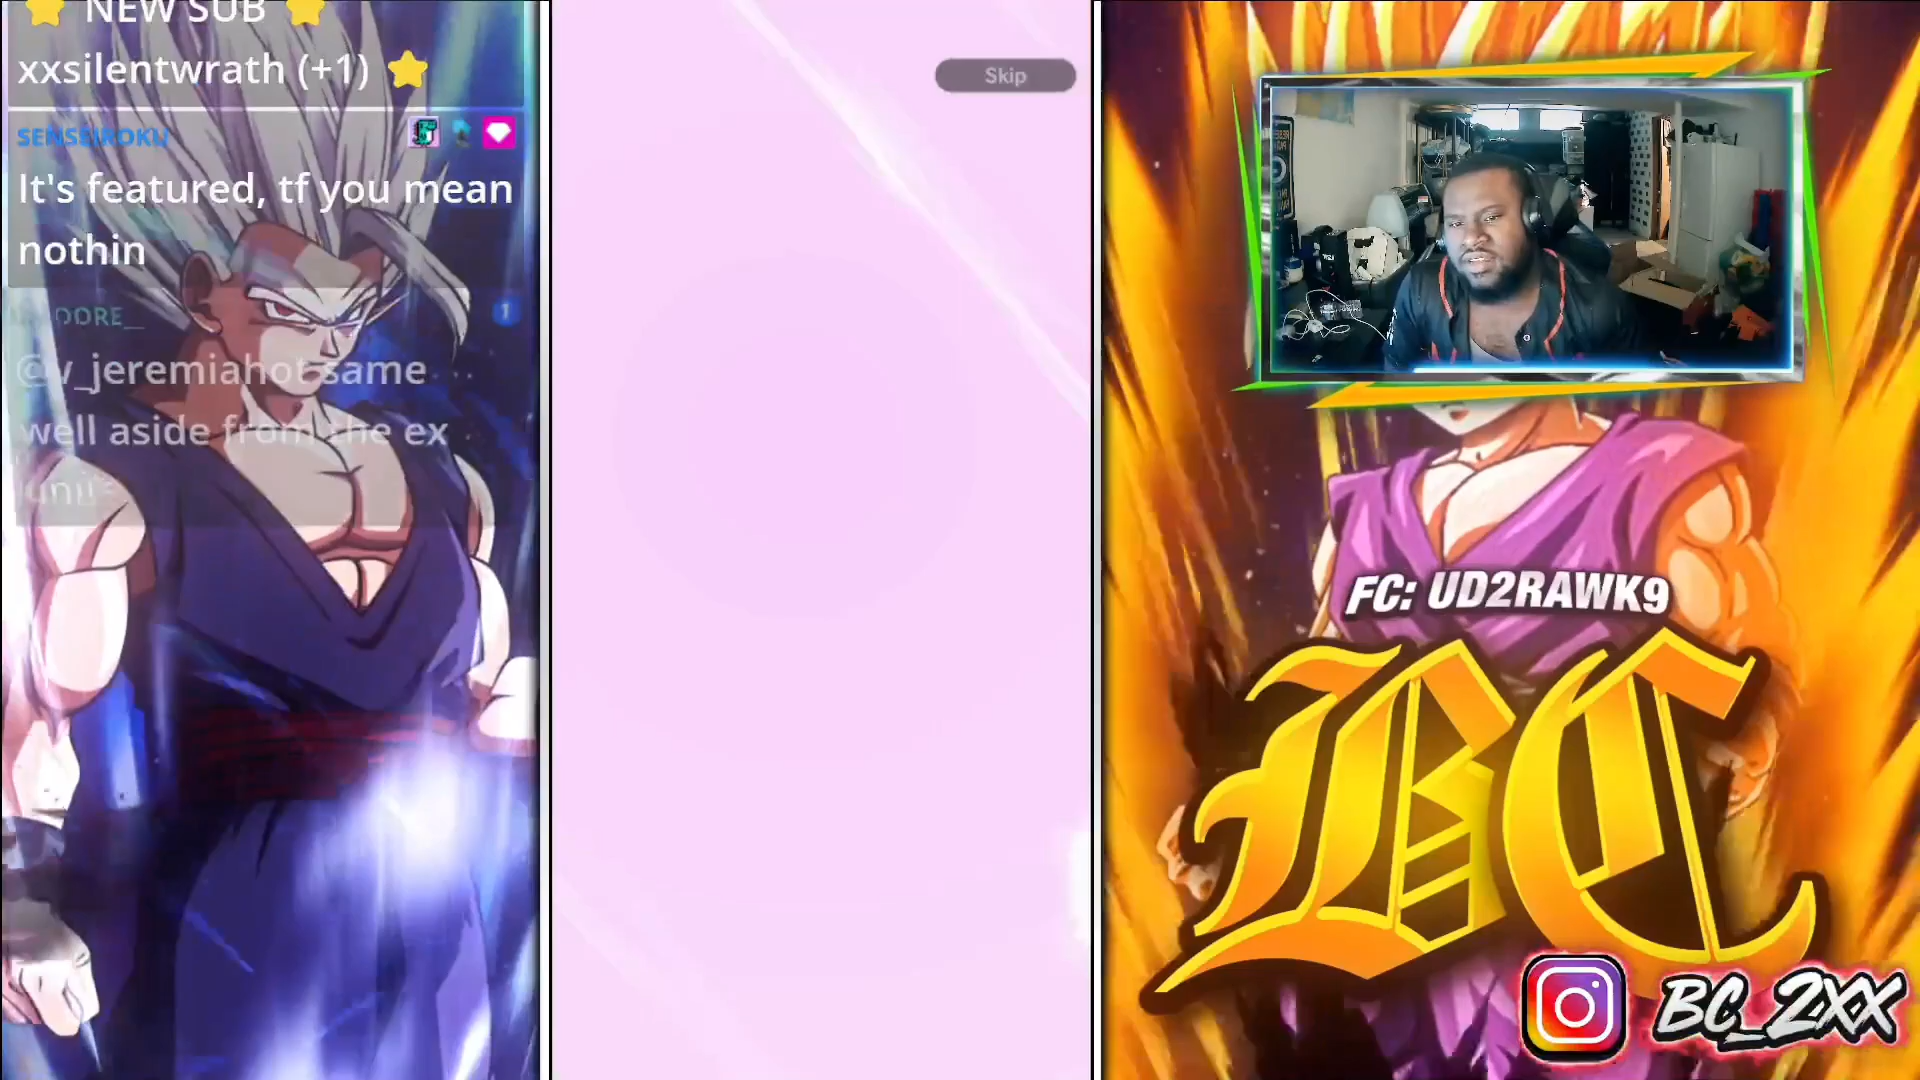 NEW SUB
xxsilentwrath (+1)
SENSEIROKU
It's featured, tf you mean
nothin
@v_jeremiahot same
well aside from the ex
Skip
FC: UD2RAWK9
BC
BC_2XX